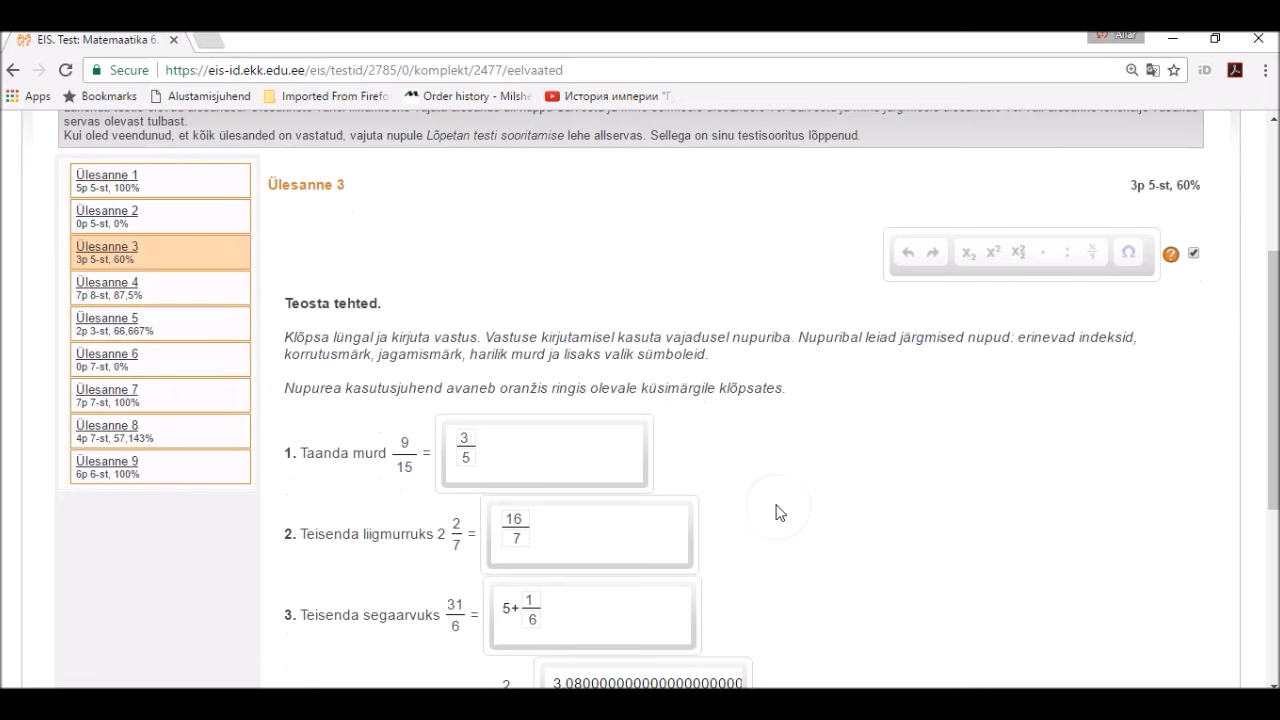 EIS. Test: Matemaatika 6.
Allar
Secure https://eis-id.ekk.edu.ee/eis/testid/2785/0/komplekt/2477/eelvaated
Apps Bookmarks Alustamisjuhend Imported From Firefo Order history - Milshe История империи "Г
servas olevast tulbast.
Kui oled veendunud, et kõik ülesanded on vastatud, vajuta nupule Lõpetan testi sooritamise lehe allservas. Sellega on sinu testisooritus lõppenud.
Ülesanne 1
5p 5-st, 100%
Ülesanne 2
0p 5-st, 0%
Ülesanne 3
3p 5-st, 60%
Ülesanne 4
7p 8-st, 87,5%
Ülesanne 5
2p 3-st, 66,667%
Ülesanne 6
0p 7-st, 0%
Ülesanne 7
7p 7-st, 100%
Ülesanne 8
4p 7-st, 57,143%
Ülesanne 9
6p 6-st, 100%
Ülesanne 3
3p 5-st, 60%
x₂ x² x²₂ · : x/y Ω ?
Teosta tehted.
Klõpsa lüngal ja kirjuta vastus. Vastuse kirjutamisel kasuta vajadusel nupuriba. Nupuribal leiad järgmised nupud: erinevad indeksid,
korrutusmärk, jagamismärk, harilik murd ja lisaks valik sümboleid.
Nupurea kasutusjuhend avaneb oranžis ringis olevale küsimärgile klõpsates.
1. Taanda murd 9/15 = 3/5
2. Teisenda liigmurruks 2 2/7 = 16/7
3. Teisenda segaarvuks 31/6 = 5+1/6
2 3.08000000000000000000